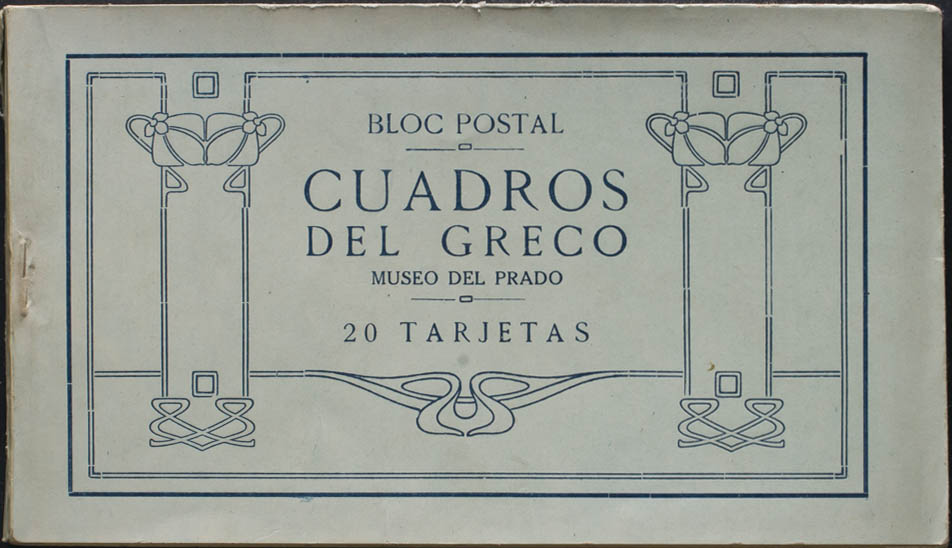 BLOC POSTAL
CUADROS
DEL GRECO
MUSEO DEL PRADO
20 TARJETAS